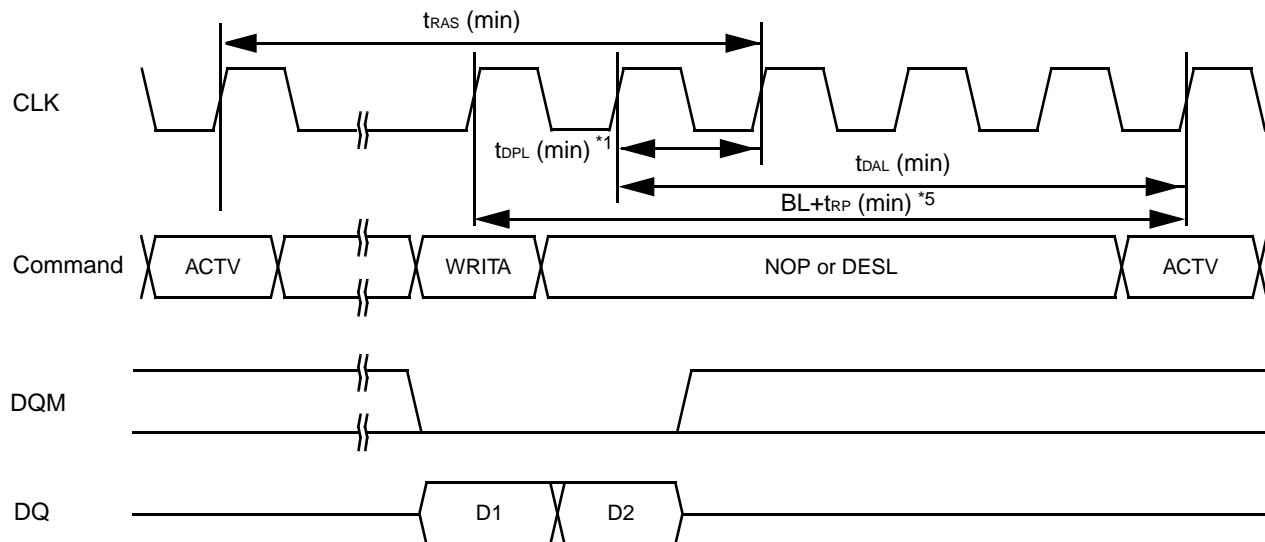 tRAS (min)
CLK
tDPL (min) *1
tDAL (min)
BL+tRP (min) *5
Command ACTV WRITA NOP or DESL ACTV
DQM
DQ D1 D2